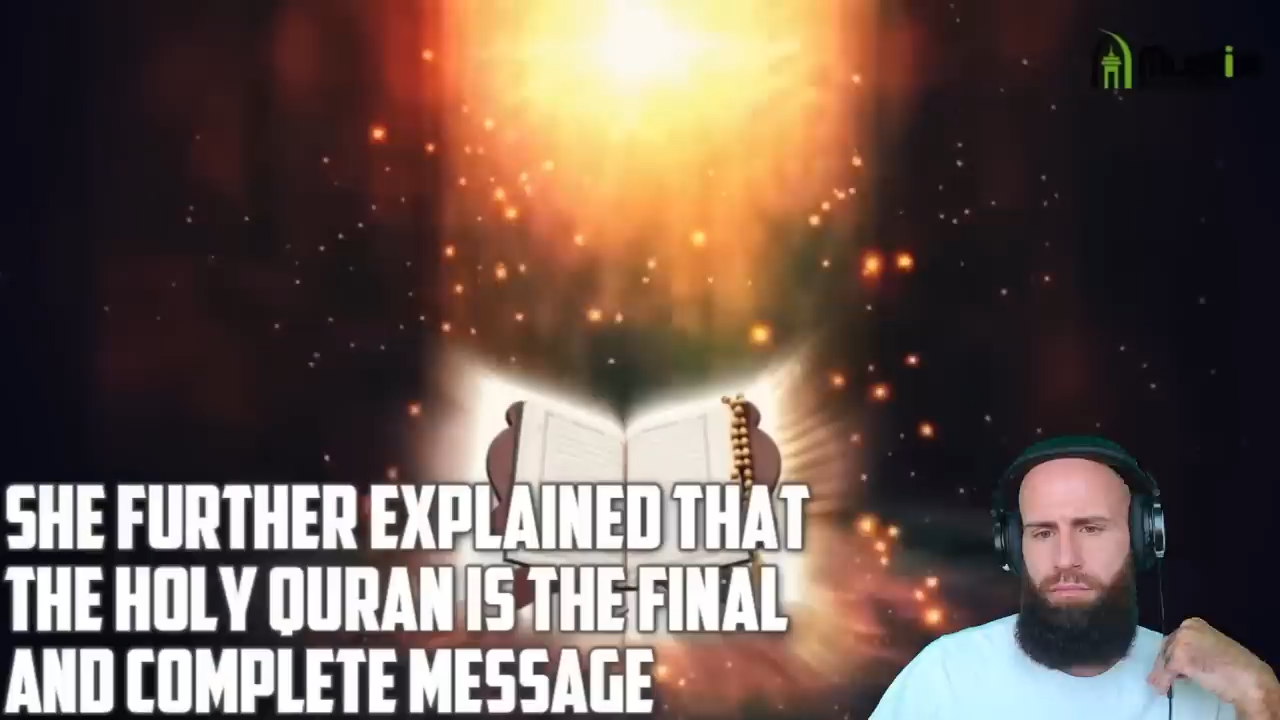 SHE FURTHER EXPLAINED THAT
THE HOLY QURAN IS THE FINAL
AND COMPLETE MESSAGE